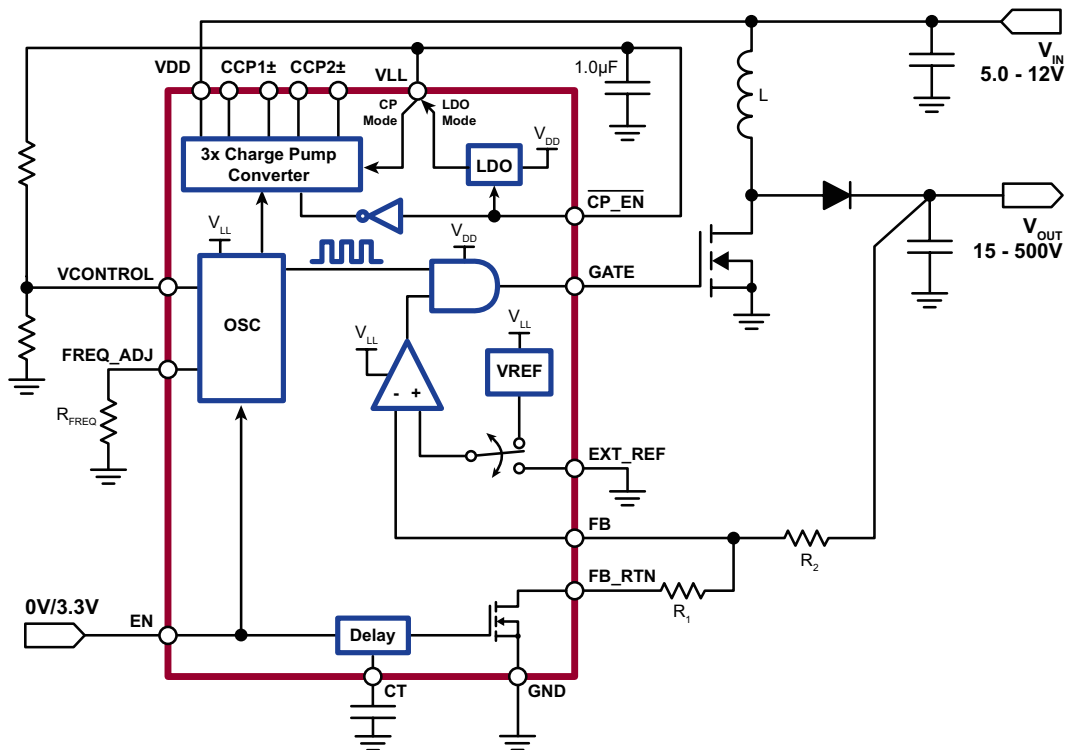 VDD
CCP1±
CCP2±
VLL
1.0µF
L
VIN
5.0 - 12V
CP
Mode
LDO
Mode
VDD
3x Charge Pump
Converter
LDO
CP_EN
VLL
VDD
VOUT
15 - 500V
VCONTROL
GATE
OSC
VLL
VLL
FREQ_ADJ
VREF
- +
RFREQ
EXT_REF
FB
R2
FB_RTN
R1
0V/3.3V
EN
Delay
CT
GND